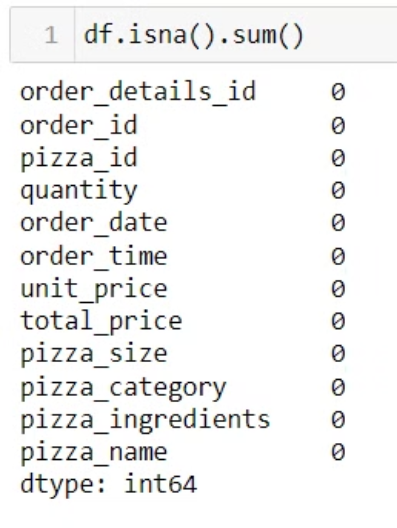 1 df.isna().sum()
order_details_id 0
order_id 0
pizza_id 0
quantity 0
order_date 0
order_time 0
unit_price 0
total_price 0
pizza_size 0
pizza_category 0
pizza_ingredients 0
pizza_name 0
dtype: int64